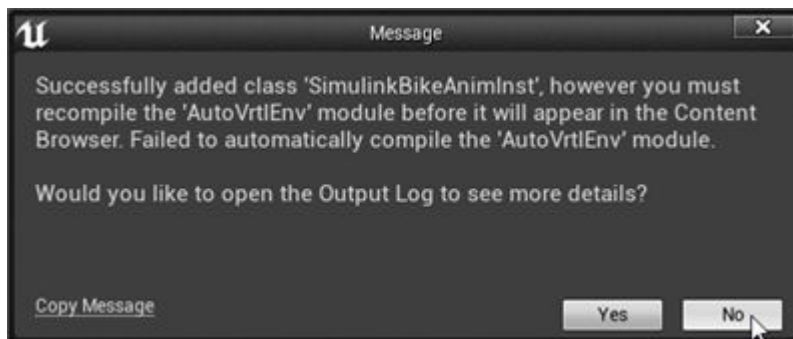 Message
Successfully added class 'SimulinkBikeAnimInst', however you must
recompile the 'AutoVrtlEnv' module before it will appear in the Content
Browser. Failed to automatically compile the 'AutoVrtlEnv' module.
Would you like to open the Output Log to see more details?
Copy Message
Yes
No